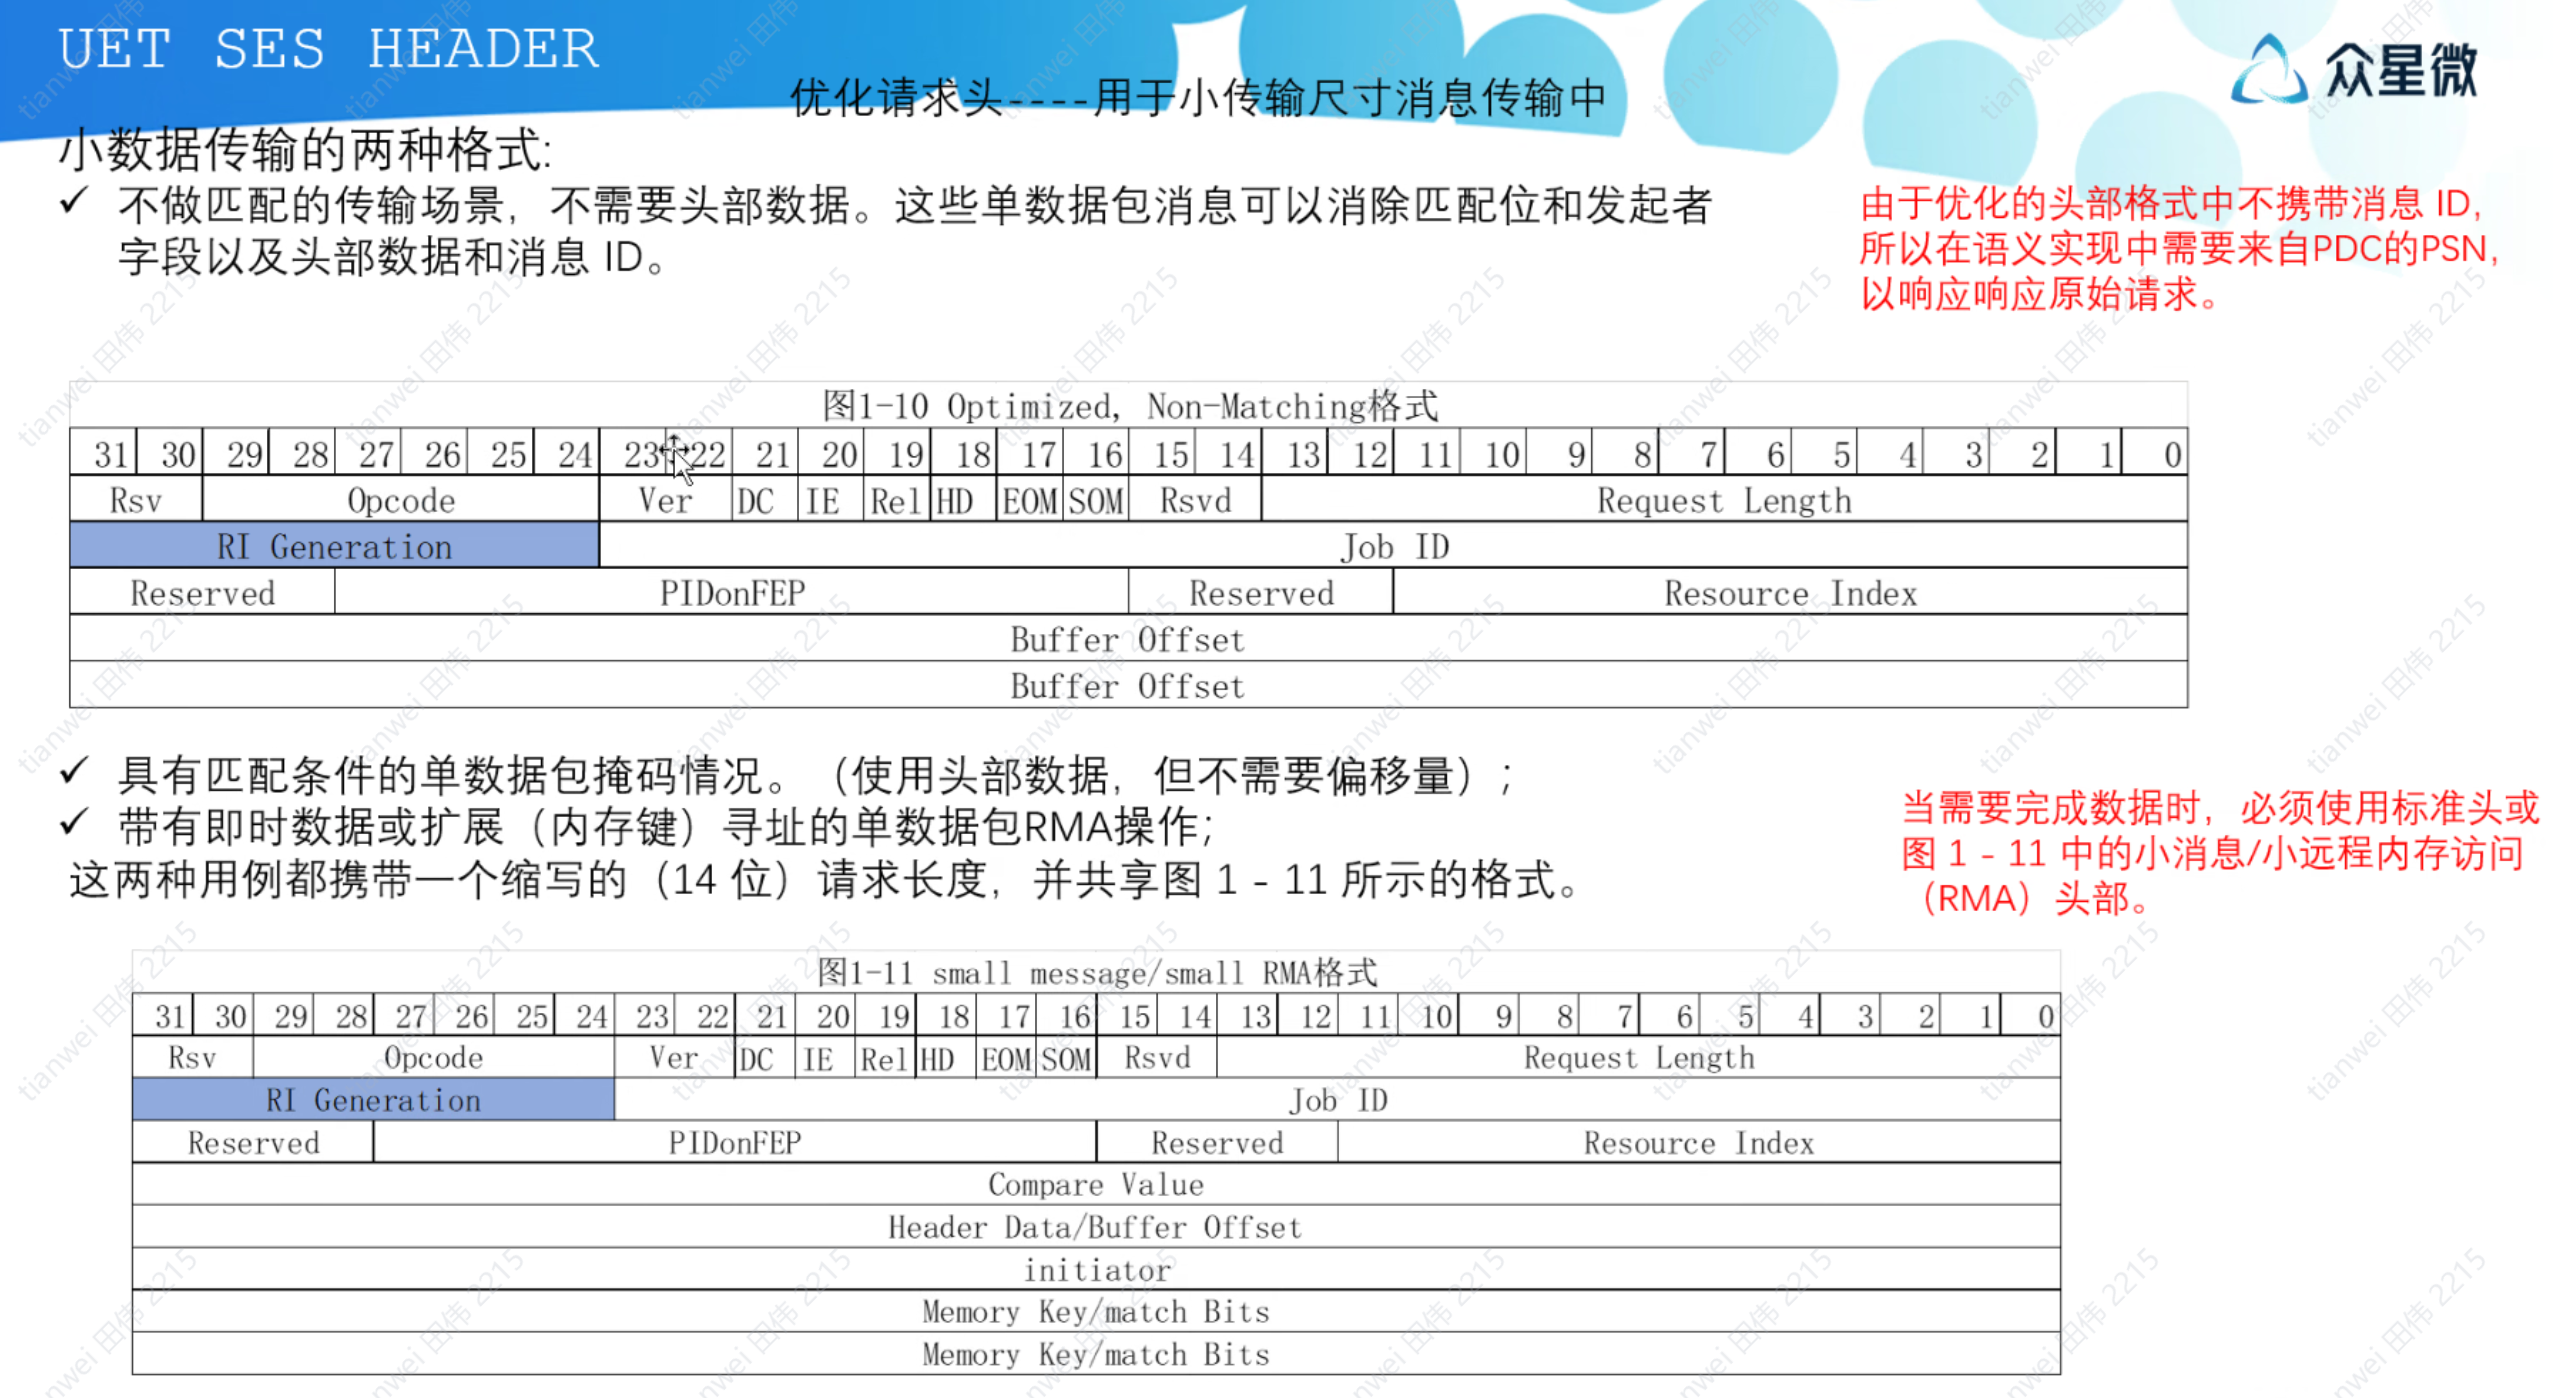 UET SES HEADER
众星微
优化请求头----用于小传输尺寸消息传输中
小数据传输的两种格式:
✓ 不做匹配的传输场景，不需要头部数据。这些单数据包消息可以消除匹配位和发起者
字段以及头部数据和消息 ID。
由于优化的头部格式中不携带消息 ID,
所以在语义实现中需要来自PDC的PSN,
以响应响应原始请求。
图1-10 Optimized, Non-Matching格式
31 30 29 28 27 26 25 24 23 22 21 20 19 18 17 16 15 14 13 12 11 10 9 8 7 6 5 4 3 2 1 0
Rsv Opcode Ver DC IE Rel HD EOM SOM Rsvd Request Length
RI Generation Job ID
Reserved PIDonFEP Reserved Resource Index
Buffer Offset
Buffer Offset
✓ 具有匹配条件的单数据包掩码情况。（使用头部数据，但不需要偏移量）;
✓ 带有即时数据或扩展（内存键）寻址的单数据包RMA操作;
这两种用例都携带一个缩写的（14 位）请求长度，并共享图 1 - 11 所示的格式。
当需要完成数据时，必须使用标准头或
图 1 - 11 中的小消息/小远程内存访问
（RMA）头部。
图1-11 small message/small RMA格式
31 30 29 28 27 26 25 24 23 22 21 20 19 18 17 16 15 14 13 12 11 10 9 8 7 6 5 4 3 2 1 0
Rsv Opcode Ver DC IE Rel HD EOM SOM Rsvd Request Length
RI Generation Job ID
Reserved PIDonFEP Reserved Resource Index
Compare Value
Header Data/Buffer Offset
initiator
Memory Key/match Bits
Memory Key/match Bits
tianwei 田伟 2215